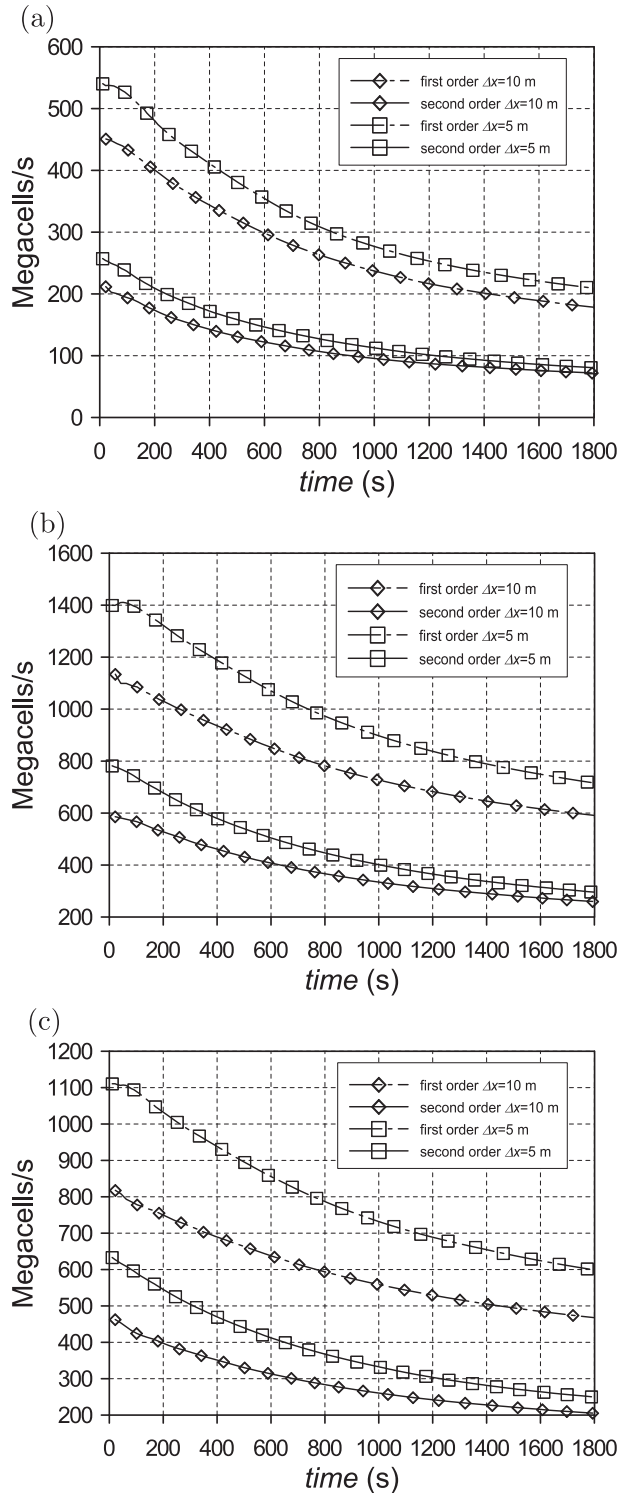 (a)
600
500
400
300
200
100
0
Megacells/s
first order Δx=10 m
second order Δx=10 m
first order Δx=5 m
second order Δx=5 m
0 200 400 600 800 1000 1200 1400 1600 1800
time (s)
(b)
1600
1400
1200
1000
800
600
400
200
Megacells/s
first order Δx=10 m
second order Δx=10 m
first order Δx=5 m
second order Δx=5 m
0 200 400 600 800 1000 1200 1400 1600 1800
time (s)
(c)
1200
1100
1000
900
800
700
600
500
400
300
200
Megacells/s
first order Δx=10 m
second order Δx=10 m
first order Δx=5 m
second order Δx=5 m
0 200 400 600 800 1000 1200 1400 1600 1800
time (s)